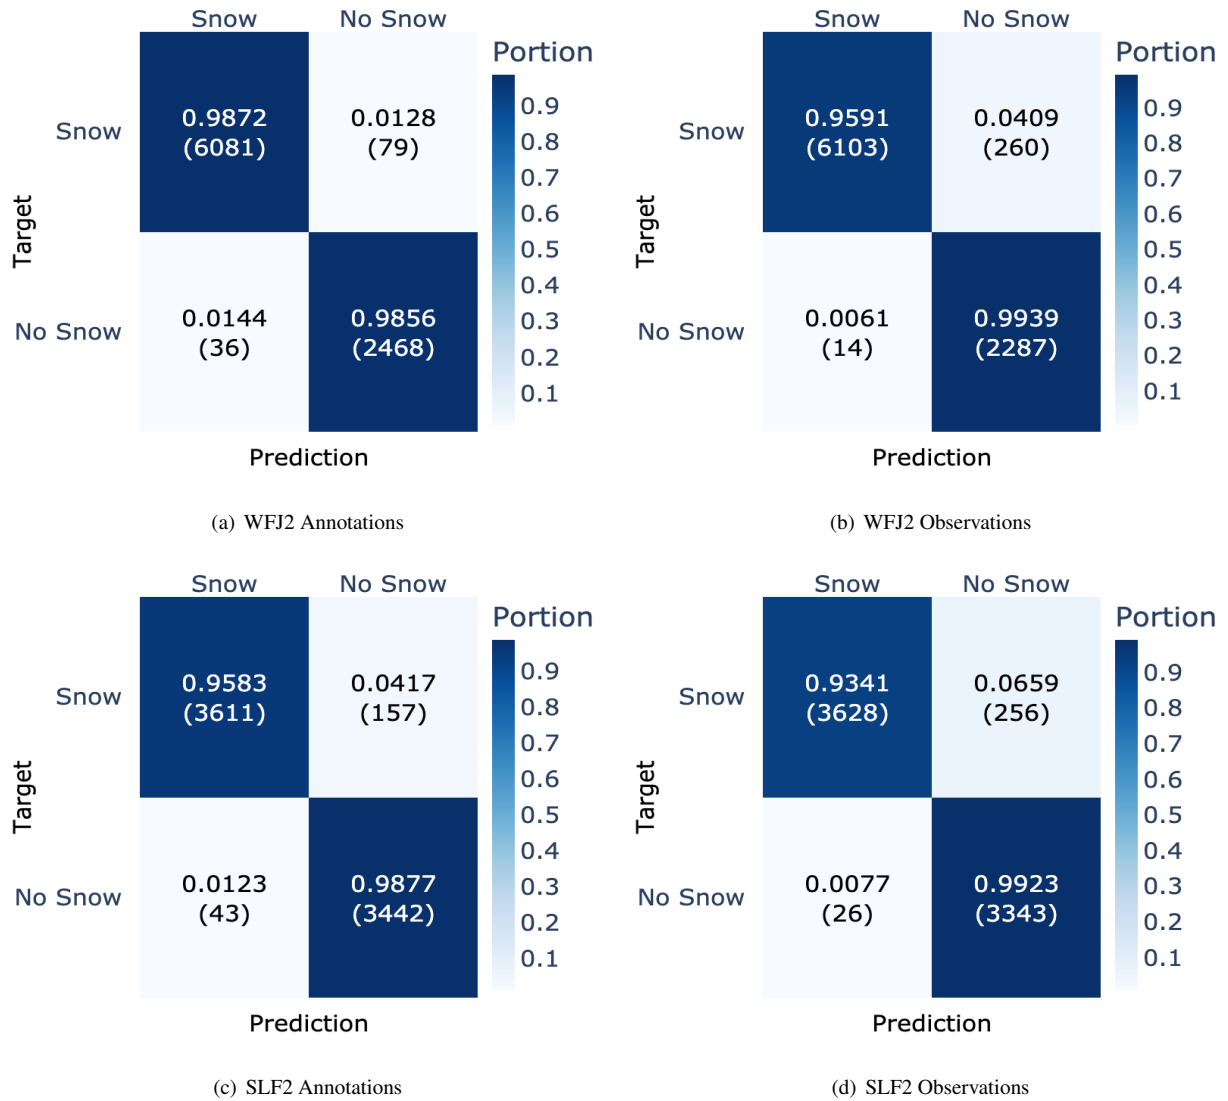 Snow No Snow
Portion
0.9872 0.0128
(6081) (79)
Snow
0.0144 0.9856
(36) (2468)
No Snow
Target
Prediction
0.9
0.8
0.7
0.6
0.5
0.4
0.3
0.2
0.1
(a) WFJ2 Annotations
Snow No Snow
Portion
0.9591 0.0409
(6103) (260)
Snow
0.0061 0.9939
(14) (2287)
No Snow
Target
Prediction
0.9
0.8
0.7
0.6
0.5
0.4
0.3
0.2
0.1
(b) WFJ2 Observations
Snow No Snow
Portion
0.9583 0.0417
(3611) (157)
Snow
0.0123 0.9877
(43) (3442)
No Snow
Target
Prediction
0.9
0.8
0.7
0.6
0.5
0.4
0.3
0.2
0.1
(c) SLF2 Annotations
Snow No Snow
Portion
0.9341 0.0659
(3628) (256)
Snow
0.0077 0.9923
(26) (3343)
No Snow
Target
Prediction
0.9
0.8
0.7
0.6
0.5
0.4
0.3
0.2
0.1
(d) SLF2 Observations